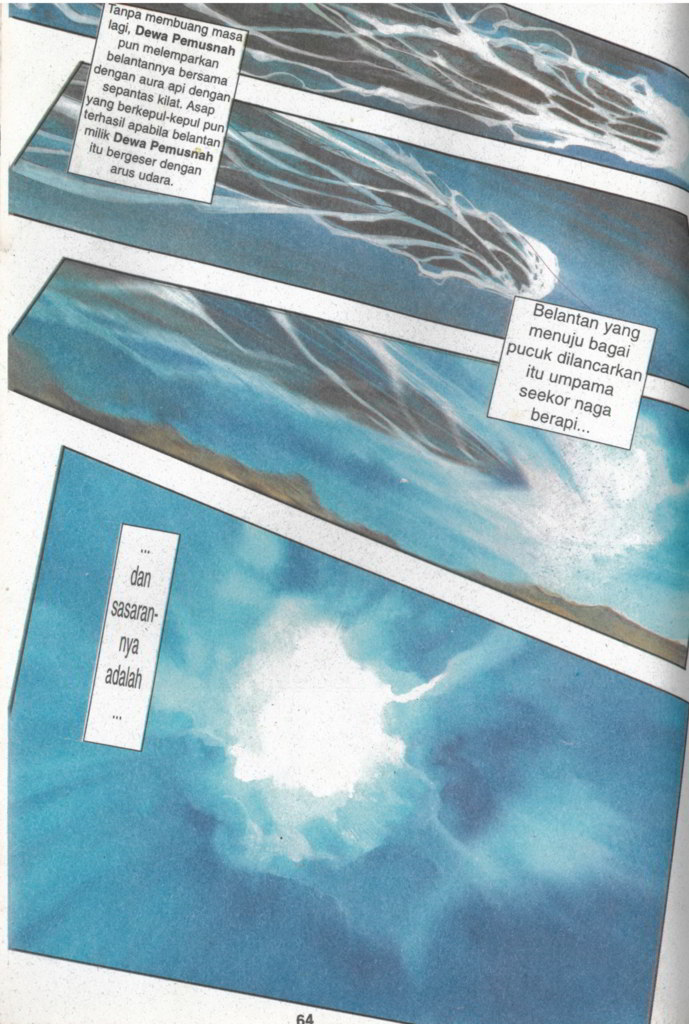 Tanpa membuang masa
lagi, Dewa Pemusnah
pun melemparkan
belantannya bersama
dengan aura api dengan
sepantas kilat. Asap
yang berkepul-kepul pun
terhasil apabila belantan
milik Dewa Pemusnah
itu bergeser dengan
arus udara.
Belantan yang
menuju bagai
pucuk dilancarkan
itu umpama
seekor naga
berapi...
...
dan
sasaran-
nya
adalah
...
64